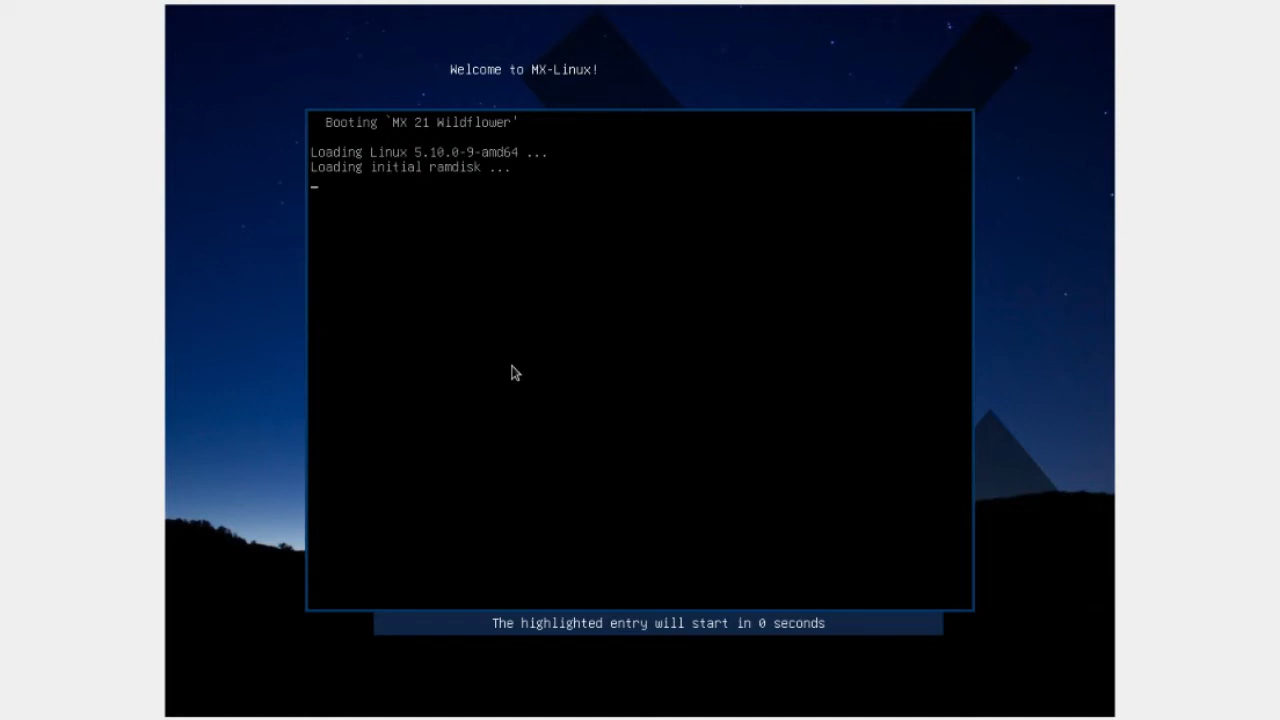 Welcome to MX-Linux!
Booting `MX 21 Wildflower'
Loading Linux 5.10.0-9-amd64 ...
Loading initial ramdisk ...
The highlighted entry will start in 0 seconds